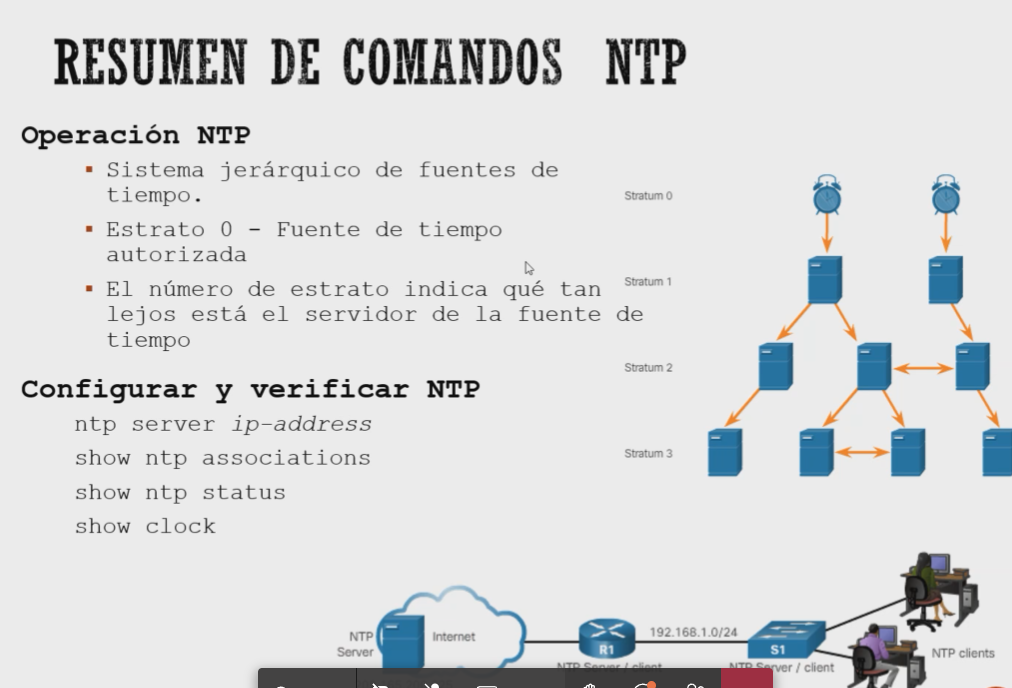 RESUMEN DE COMANDOS NTP
Operación NTP
▪ Sistema jerárquico de fuentes de
tiempo.
▪ Estrato 0 - Fuente de tiempo
autorizada
▪ El número de estrato indica qué tan
lejos está el servidor de la fuente de
tiempo
Configurar y verificar NTP
ntp server ip-address
show ntp associations
show ntp status
show clock
Stratum 0
Stratum 1
Stratum 2
Stratum 3
NTP
Server
Internet
R1
NTP Server / client
192.168.1.0/24
S1
NTP Server / client
NTP clients